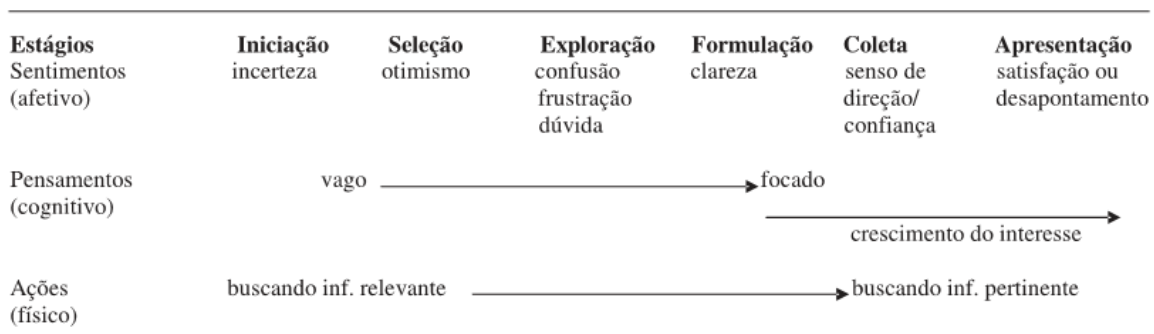 Estágios Iniciação Seleção Exploração Formulação Coleta Apresentação
Sentimentos incerteza otimismo confusão clareza senso de satisfação ou
(afetivo) frustração direção/ desapontamento
dúvida confiança
Pensamentos vago focado
(cognitivo)
crescimento do interesse
Ações buscando inf. relevante buscando inf. pertinente
(físico)